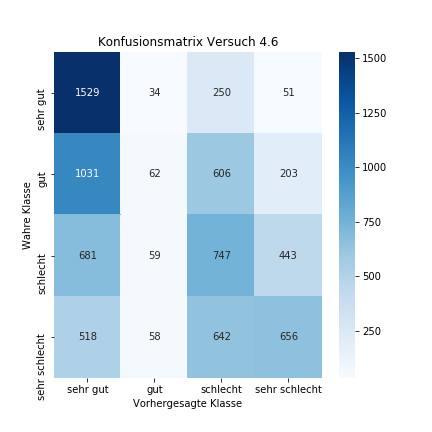 Konfusionsmatrix Versuch 4.6
Wahre Klasse
sehr gut
1529 34 250 51
gut
1031 62 606 203
schlecht
681 59 747 443
sehr schlecht
518 58 642 656
sehr gut gut schlecht sehr schlecht
Vorhergesagte Klasse
1500
1250
1000
750
500
250